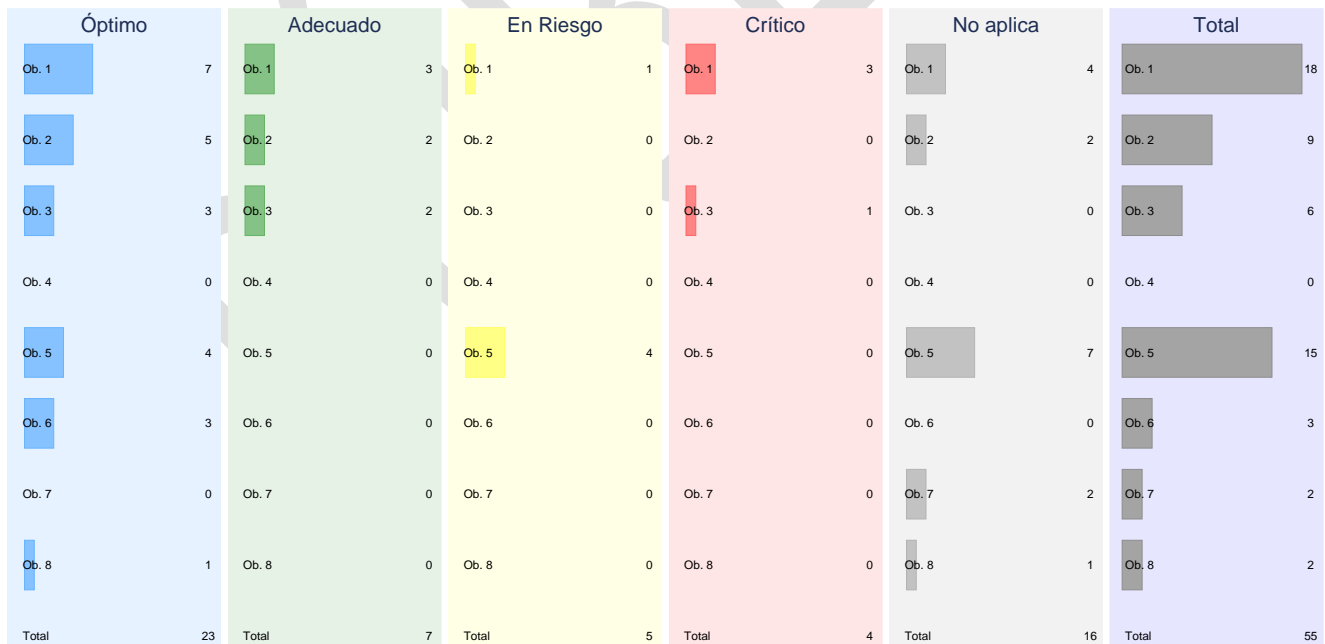 Óptimo Adecuado En Riesgo Crítico No aplica Total
Ob. 1 7 Ob. 1 3 Ob. 1 1 Ob. 1 3 Ob. 1 4 Ob. 1 18
Ob. 2 5 Ob. 2 2 Ob. 2 0 Ob. 2 0 Ob. 2 2 Ob. 2 9
Ob. 3 3 Ob. 3 2 Ob. 3 0 Ob. 3 1 Ob. 3 0 Ob. 3 6
Ob. 4 0 Ob. 4 0 Ob. 4 0 Ob. 4 0 Ob. 4 0 Ob. 4 0
Ob. 5 4 Ob. 5 0 Ob. 5 4 Ob. 5 0 Ob. 5 7 Ob. 5 15
Ob. 6 3 Ob. 6 0 Ob. 6 0 Ob. 6 0 Ob. 6 0 Ob. 6 3
Ob. 7 0 Ob. 7 0 Ob. 7 0 Ob. 7 0 Ob. 7 2 Ob. 7 2
Ob. 8 1 Ob. 8 0 Ob. 8 0 Ob. 8 0 Ob. 8 1 Ob. 8 2
Total 23 Total 7 Total 5 Total 4 Total 16 Total 55